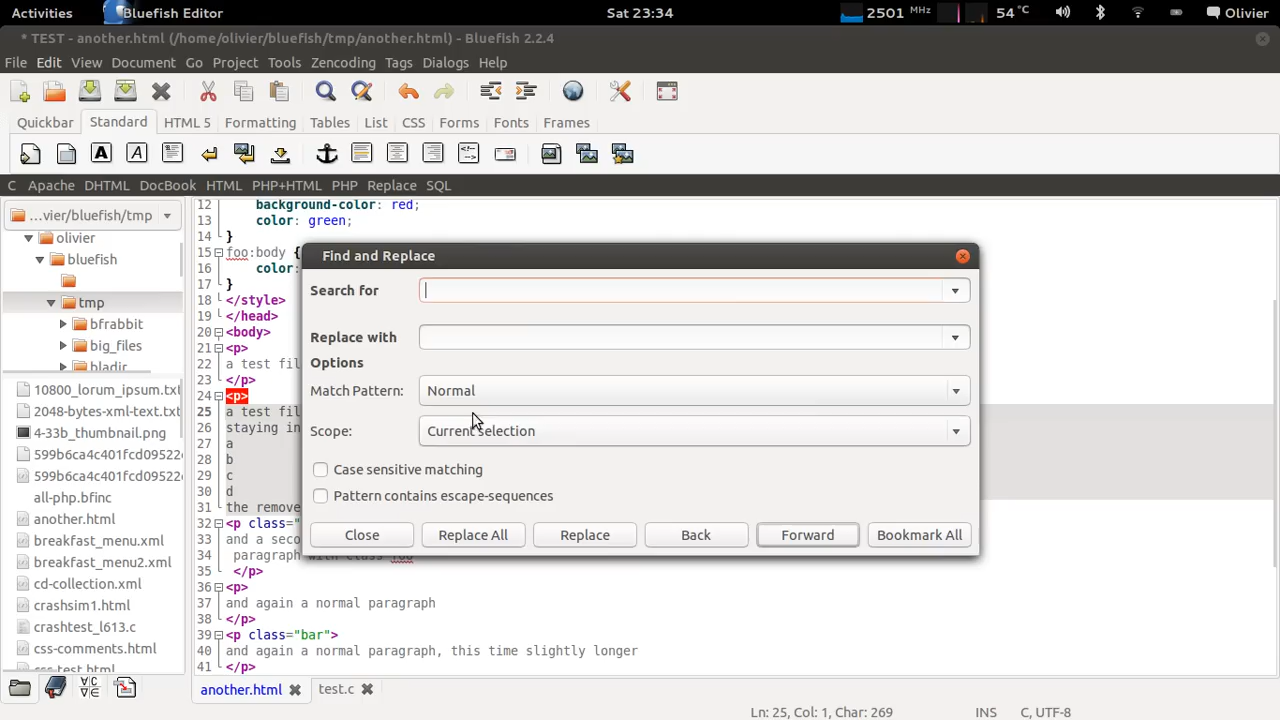 Activities
Bluefish Editor
Sat 23:34
2501 MHz
54 °C
Olivier
* TEST - another.html (/home/olivier/bluefish/tmp/another.html) - Bluefish 2.2.4
File Edit View Document Go Project Tools Zencoding Tags Dialogs Help
Quickbar Standard HTML 5 Formatting Tables List CSS Forms Fonts Frames
C Apache DHTML DocBook HTML PHP+HTML PHP Replace SQL
...vier/bluefish/tmp
olivier
bluefish
tmp
bfrabbit
big_files
bladir
10800_lorum_ipsum.txt
2048-bytes-xml-text.txt
4-33b_thumbnail.png
599b6ca4c401fcd09522
599b6ca4c401fcd09522
all-php.bfinc
another.html
breakfast_menu.xml
breakfast_menu2.xml
cd-collection.xml
crashsim1.html
crashtest_l613.c
css-comments.html
css-test.html
12 background-color: red;
13 color: green;
14 }
15 foo:body {
16 color:
17 }
18 </style>
19 </head>
20 <body>
21 <p>
22 a test fil
23 </p>
24 <p>
25 a test fil
26 staying in
27 a
28 b
29 c
30 d
31 the remove
32 <p class="
33 and a seco
34 paragraph with class foo
35 </p>
36 <p>
37 and again a normal paragraph
38 </p>
39 <p class="bar">
40 and again a normal paragraph, this time slightly longer
41 </p>
Find and Replace
Search for
Replace with
Options
Match Pattern: Normal
Scope: Current selection
Case sensitive matching
Pattern contains escape-sequences
Close Replace All Replace Back Forward Bookmark All
another.html test.c
Ln: 25, Col: 1, Char: 269 INS C, UTF-8